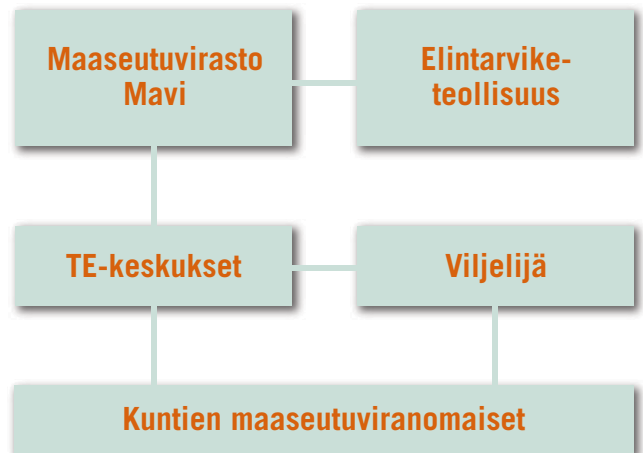 Maaseutuvirasto
Mavi
Elintarvike-
teollisuus
TE-keskukset
Viljelijä
Kuntien maaseutuviranomaiset